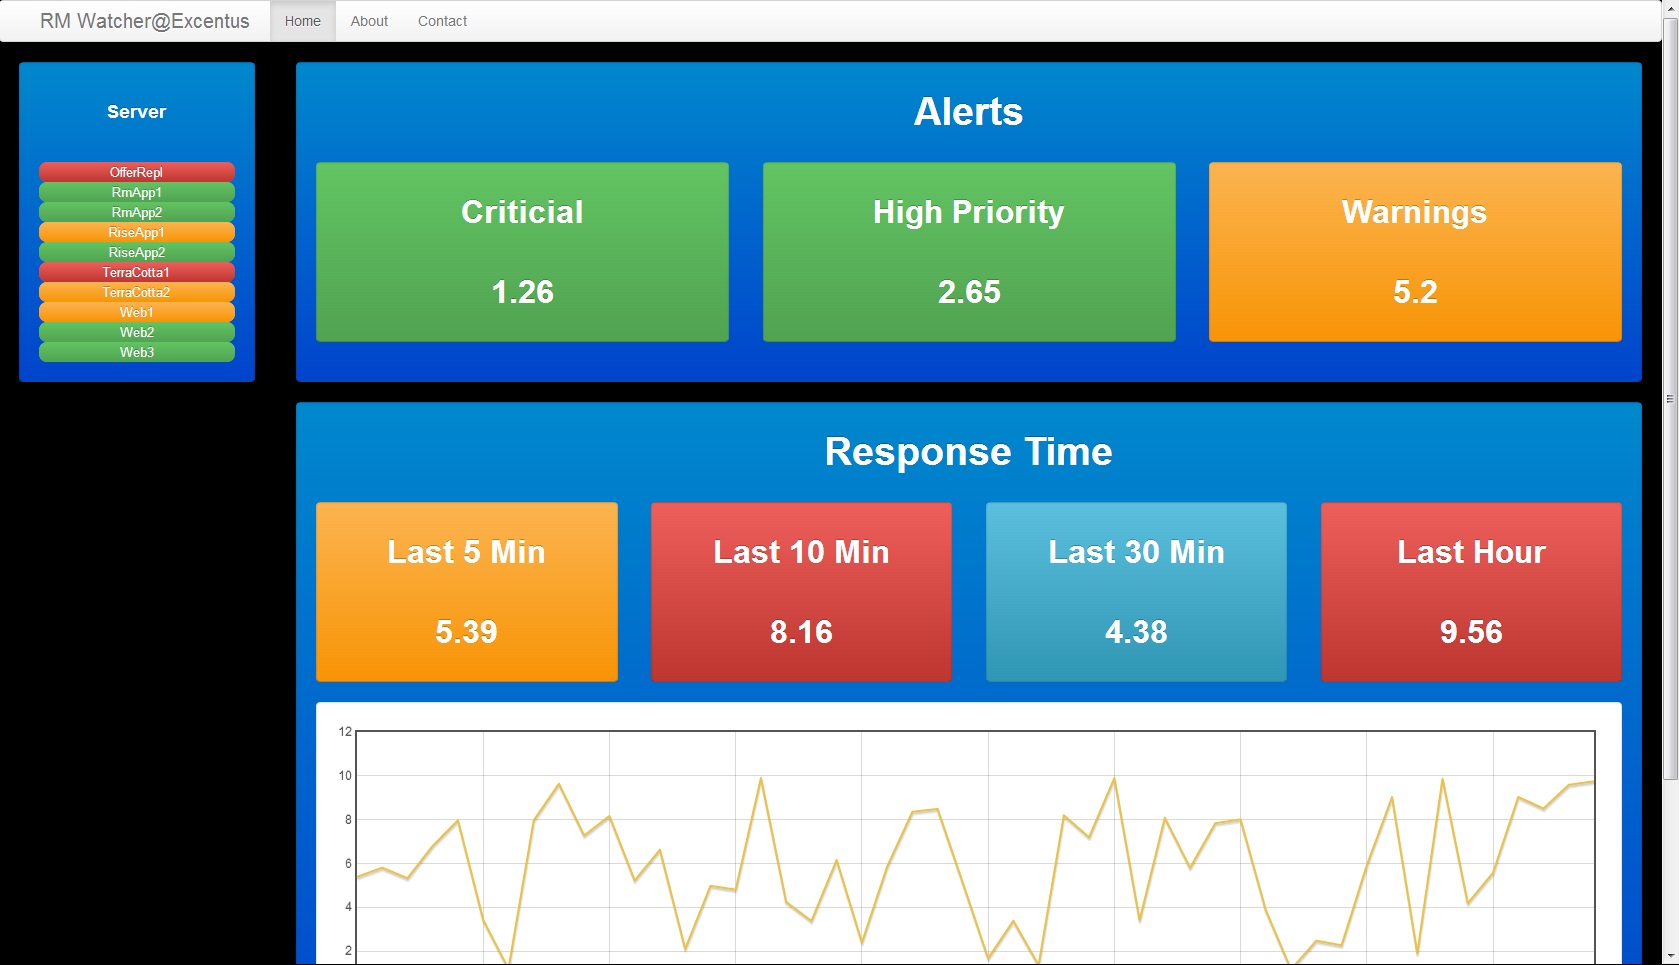 RM Watcher@Excentus Home About Contact
Server
OfferRepl
RmApp1
RmApp2
RiseApp1
RiseApp2
TerraCotta1
TerraCotta2
Web1
Web2
Web3
Alerts
Criticial
1.26
High Priority
2.65
Warnings
5.2
Response Time
Last 5 Min
5.39
Last 10 Min
8.16
Last 30 Min
4.38
Last Hour
9.56
12
10
8
6
4
2